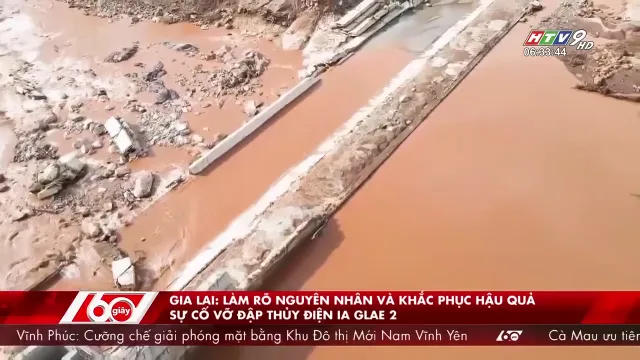 HTV9 HD
06:33:44
60 giây
GIA LAI: LÀM RÕ NGUYÊN NHÂN VÀ KHẮC PHỤC HẬU QUẢ
SỰ CỐ VỠ ĐẬP THỦY ĐIỆN IA GLAE 2
Vĩnh Phúc: Cưỡng chế giải phóng mặt bằng Khu Đô thị Mới Nam Vĩnh Yên 60 Cà Mau ưu tiê